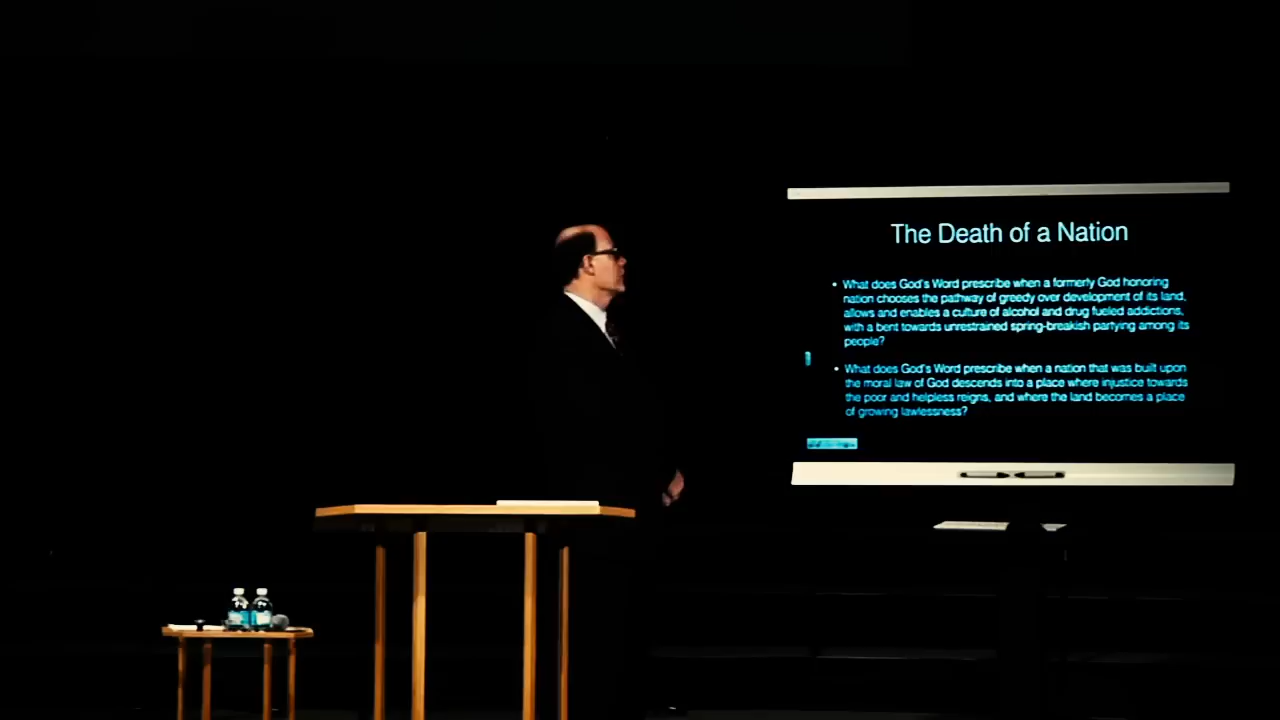 The Death of a Nation
• What does God's Word prescribe when a formerly God honoring
nation chooses the pathway of greedy over development of its land,
allows and enables a culture of alcohol and drug fueled addictions,
with a bent towards unrestrained spring-breakish partying among its
people?
• What does God's Word prescribe when a nation that was built upon
the moral law of God descends into a place where injustice towards
the poor and helpless reigns, and where the land becomes a place
of growing lawlessness?